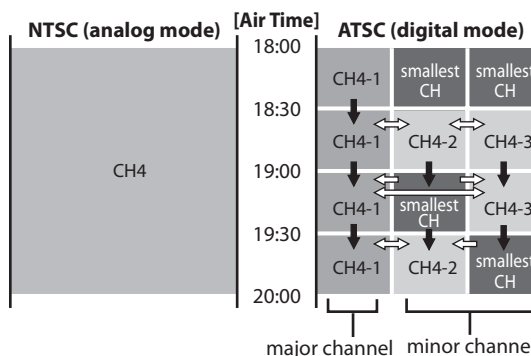 NTSC (analog mode) [Air Time] ATSC (digital mode)
18:00
CH4-1 smallest CH smallest CH
18:30
CH4-1 CH4-2 CH4-3
19:00
CH4
CH4-1 smallest CH CH4-3
19:30
CH4-1 CH4-2 smallest CH
20:00
major channel minor channel